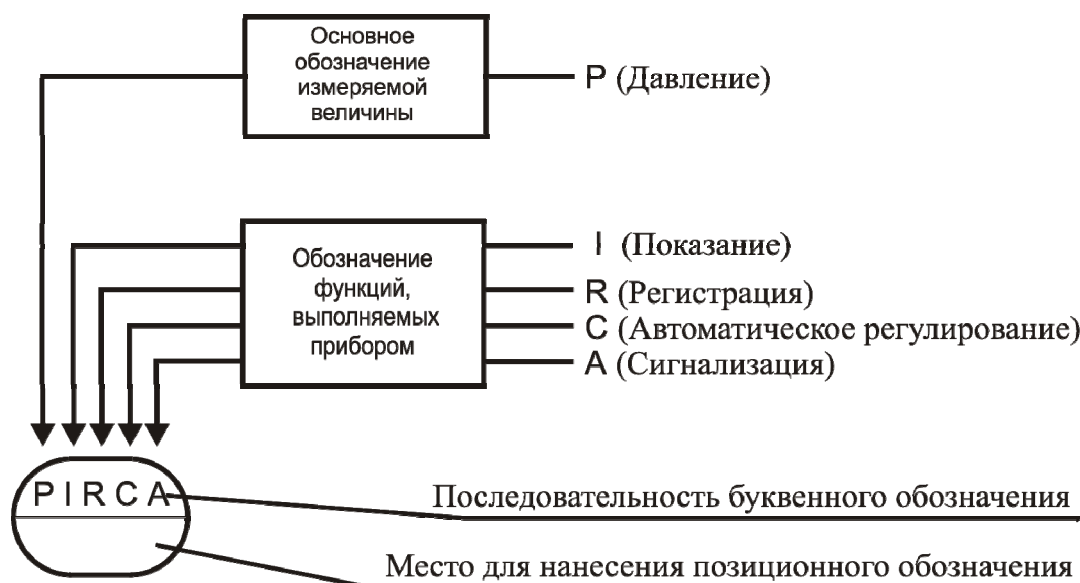 Основное
обозначение
измеряемой
величины
P (Давление)
Обозначение
функций,
выполняемых
прибором
I (Показание)
R (Регистрация)
C (Автоматическое регулирование)
A (Сигнализация)
P I R C A
Последовательность буквенного обозначения
Место для нанесения позиционного обозначения